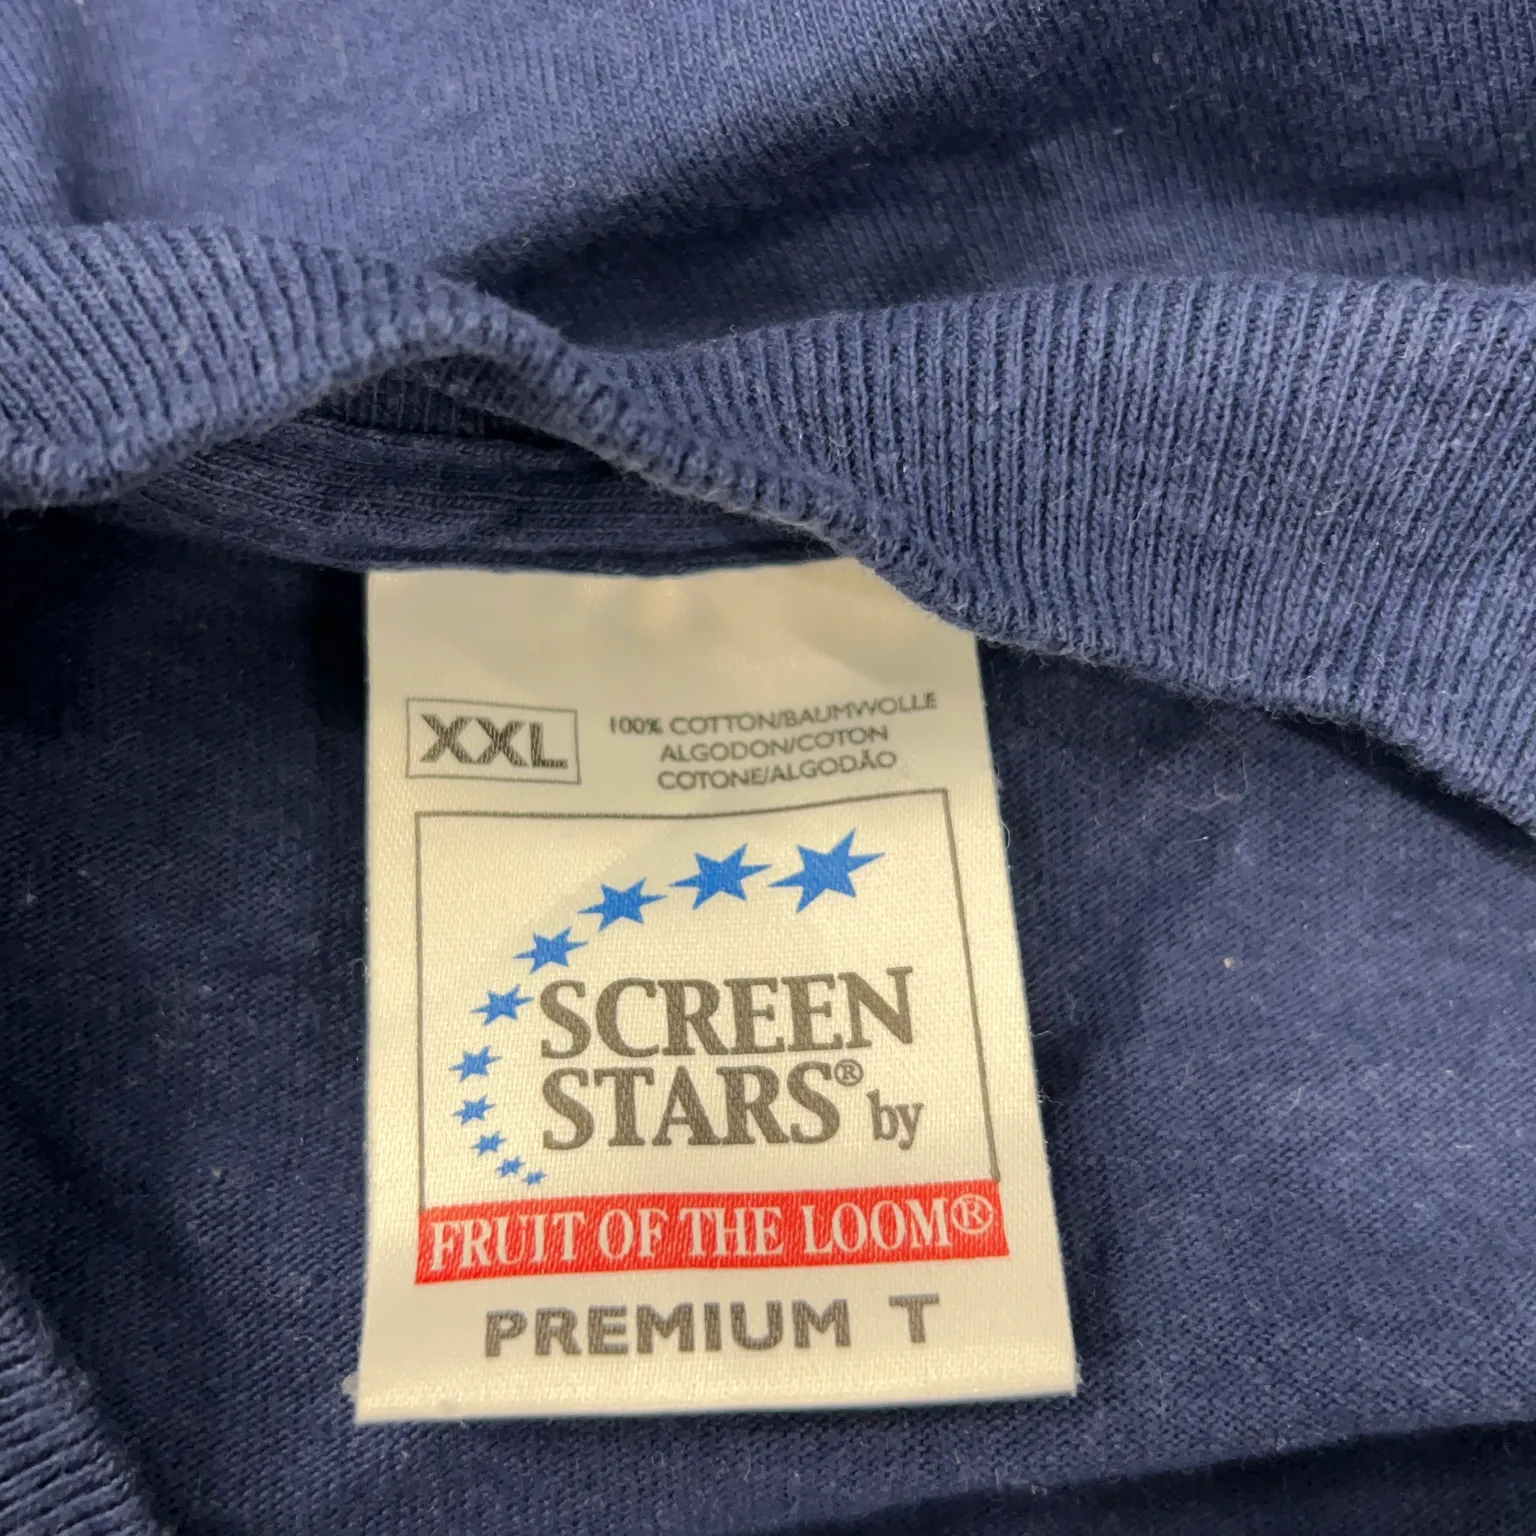 XXL
100% COTTON/BAUMWOLLE
ALGODON/COTON
COTONE/ALGODÃO
SCREEN
STARS® by
FRUIT OF THE LOOM®
PREMIUM T